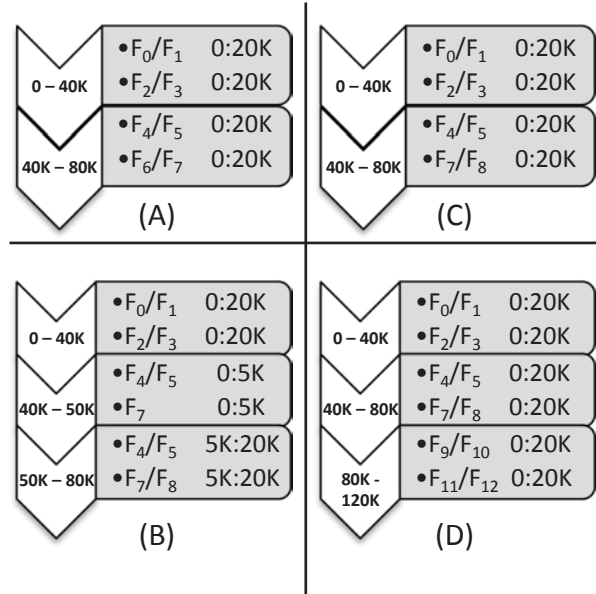 0 – 40K
•F₀/F₁ 0:20K
•F₂/F₃ 0:20K
40K – 80K
•F₄/F₅ 0:20K
•F₆/F₇ 0:20K
(A)
0 – 40K
•F₀/F₁ 0:20K
•F₂/F₃ 0:20K
40K – 80K
•F₄/F₅ 0:20K
•F₇/F₈ 0:20K
(C)
0 – 40K
•F₀/F₁ 0:20K
•F₂/F₃ 0:20K
40K – 50K
•F₄/F₅ 0:5K
•F₇ 0:5K
50K – 80K
•F₄/F₅ 5K:20K
•F₇/F₈ 5K:20K
(B)
0 – 40K
•F₀/F₁ 0:20K
•F₂/F₃ 0:20K
40K – 80K
•F₄/F₅ 0:20K
•F₇/F₈ 0:20K
80K -
120K
•F₉/F₁₀ 0:20K
•F₁₁/F₁₂ 0:20K
(D)